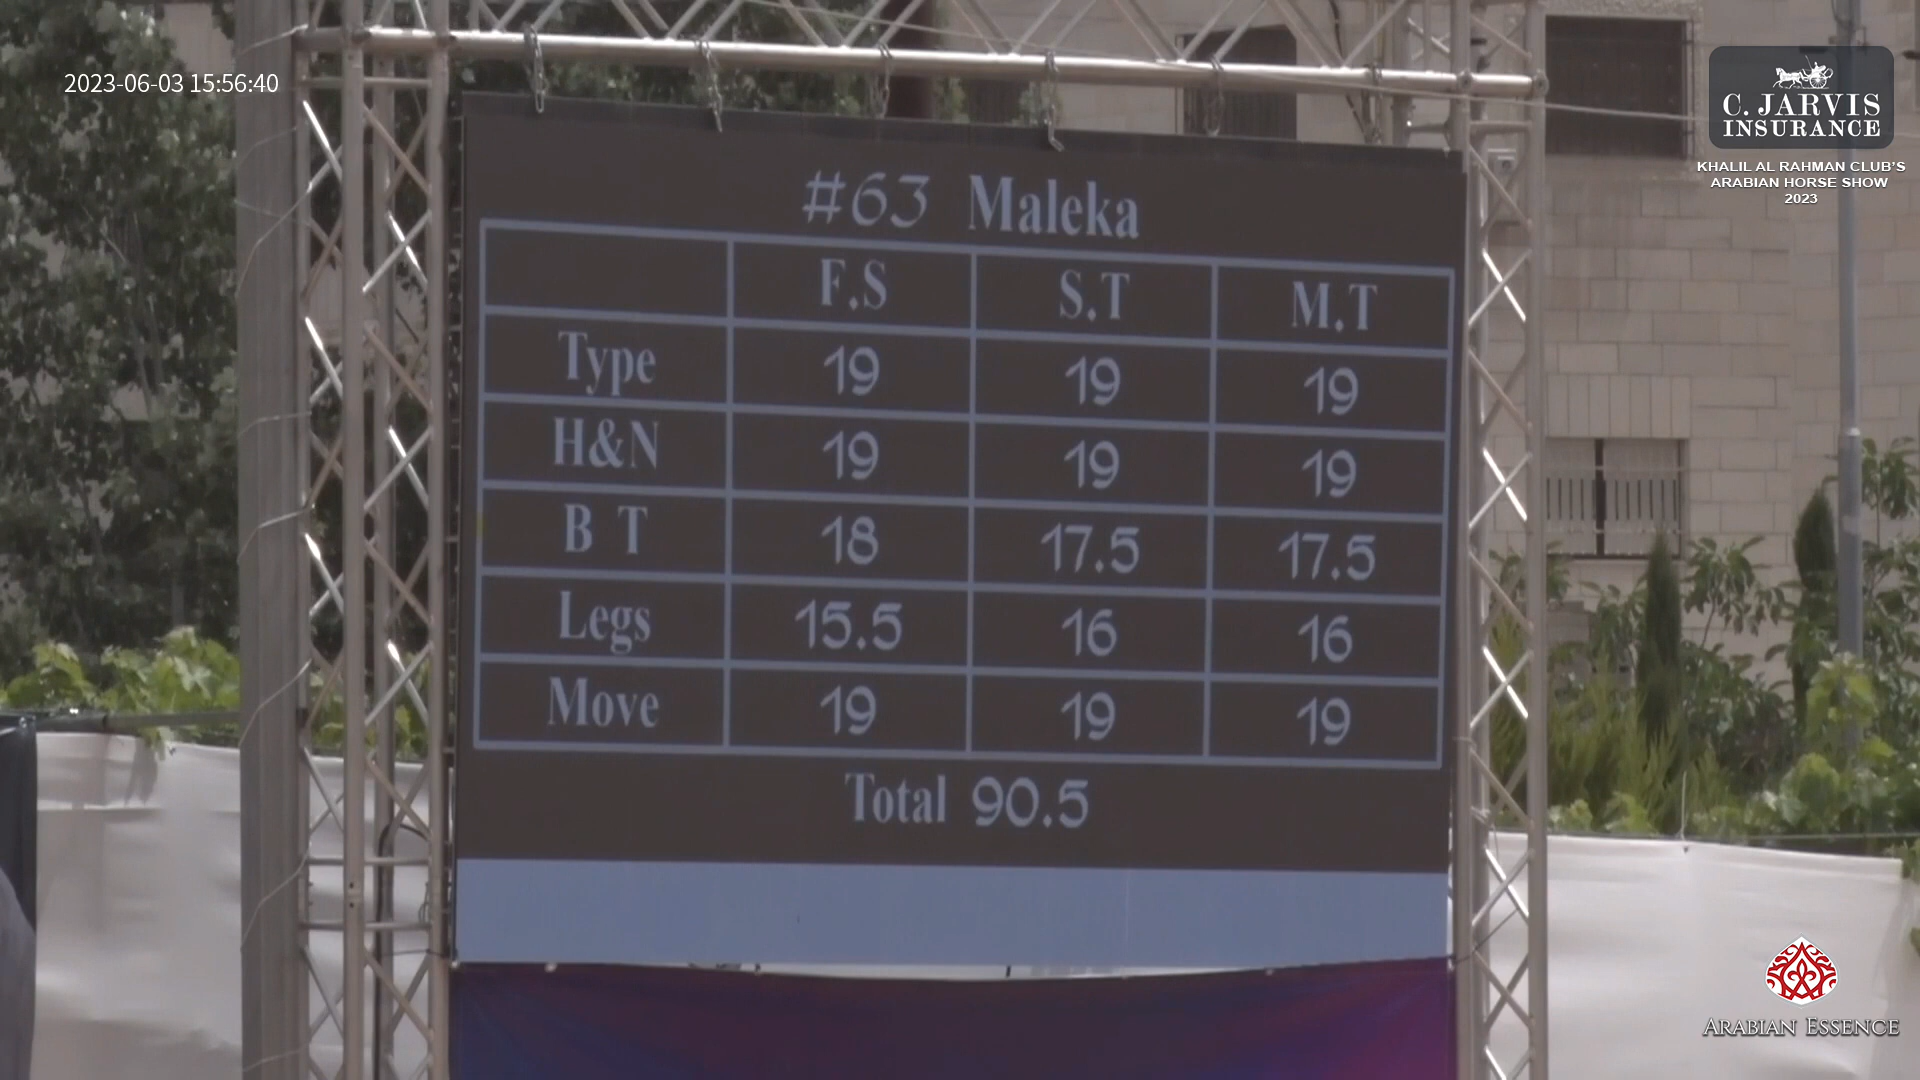 2023-06-03 15:56:40
C. JARVIS
INSURANCE
KHALIL AL RAHMAN CLUB'S
ARABIAN HORSE SHOW
2023
#63 Maleka
F.S S.T M.T
Type 19 19 19
H&N 19 19 19
B T 18 17.5 17.5
Legs 15.5 16 16
Move 19 19 19
Total 90.5
ARABIAN ESSENCE